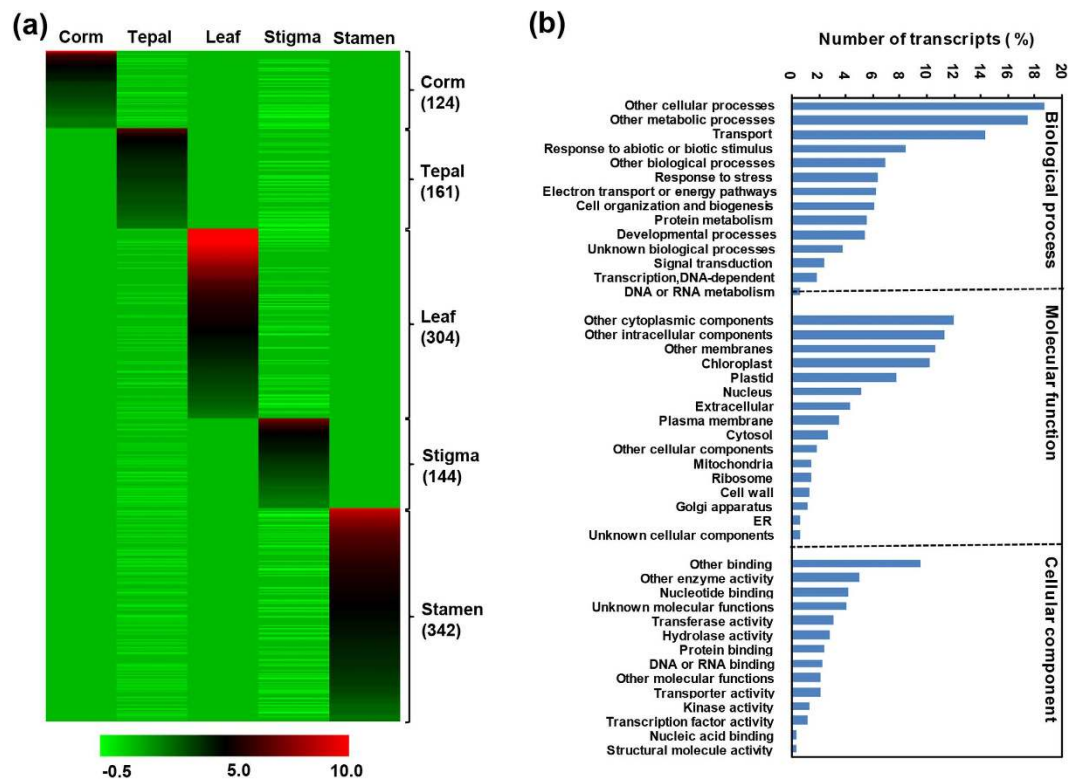 (a)
Corm Tepal Leaf Stigma Stamen
Corm
(124)
Tepal
(161)
Leaf
(304)
Stigma
(144)
Stamen
(342)
-0.5 5.0 10.0
(b)
Number of transcripts ( %)
0 2 4 6 8 10 12 14 16 18 20
Other cellular processes
Other metabolic processes
Transport
Response to abiotic or biotic stimulus
Other biological processes
Response to stress
Electron transport or energy pathways
Cell organization and biogenesis
Protein metabolism
Developmental processes
Unknown biological processes
Signal transduction
Transcription,DNA-dependent
DNA or RNA metabolism
Biological process
Other cytoplasmic components
Other intracellular components
Other membranes
Chloroplast
Plastid
Nucleus
Extracellular
Plasma membrane
Cytosol
Other cellular components
Mitochondria
Ribosome
Cell wall
Golgi apparatus
ER
Unknown cellular components
Molecular function
Other binding
Other enzyme activity
Nucleotide binding
Unknown molecular functions
Transferase activity
Hydrolase activity
Protein binding
DNA or RNA binding
Other molecular functions
Transporter activity
Kinase activity
Transcription factor activity
Nucleic acid binding
Structural molecule activity
Cellular component